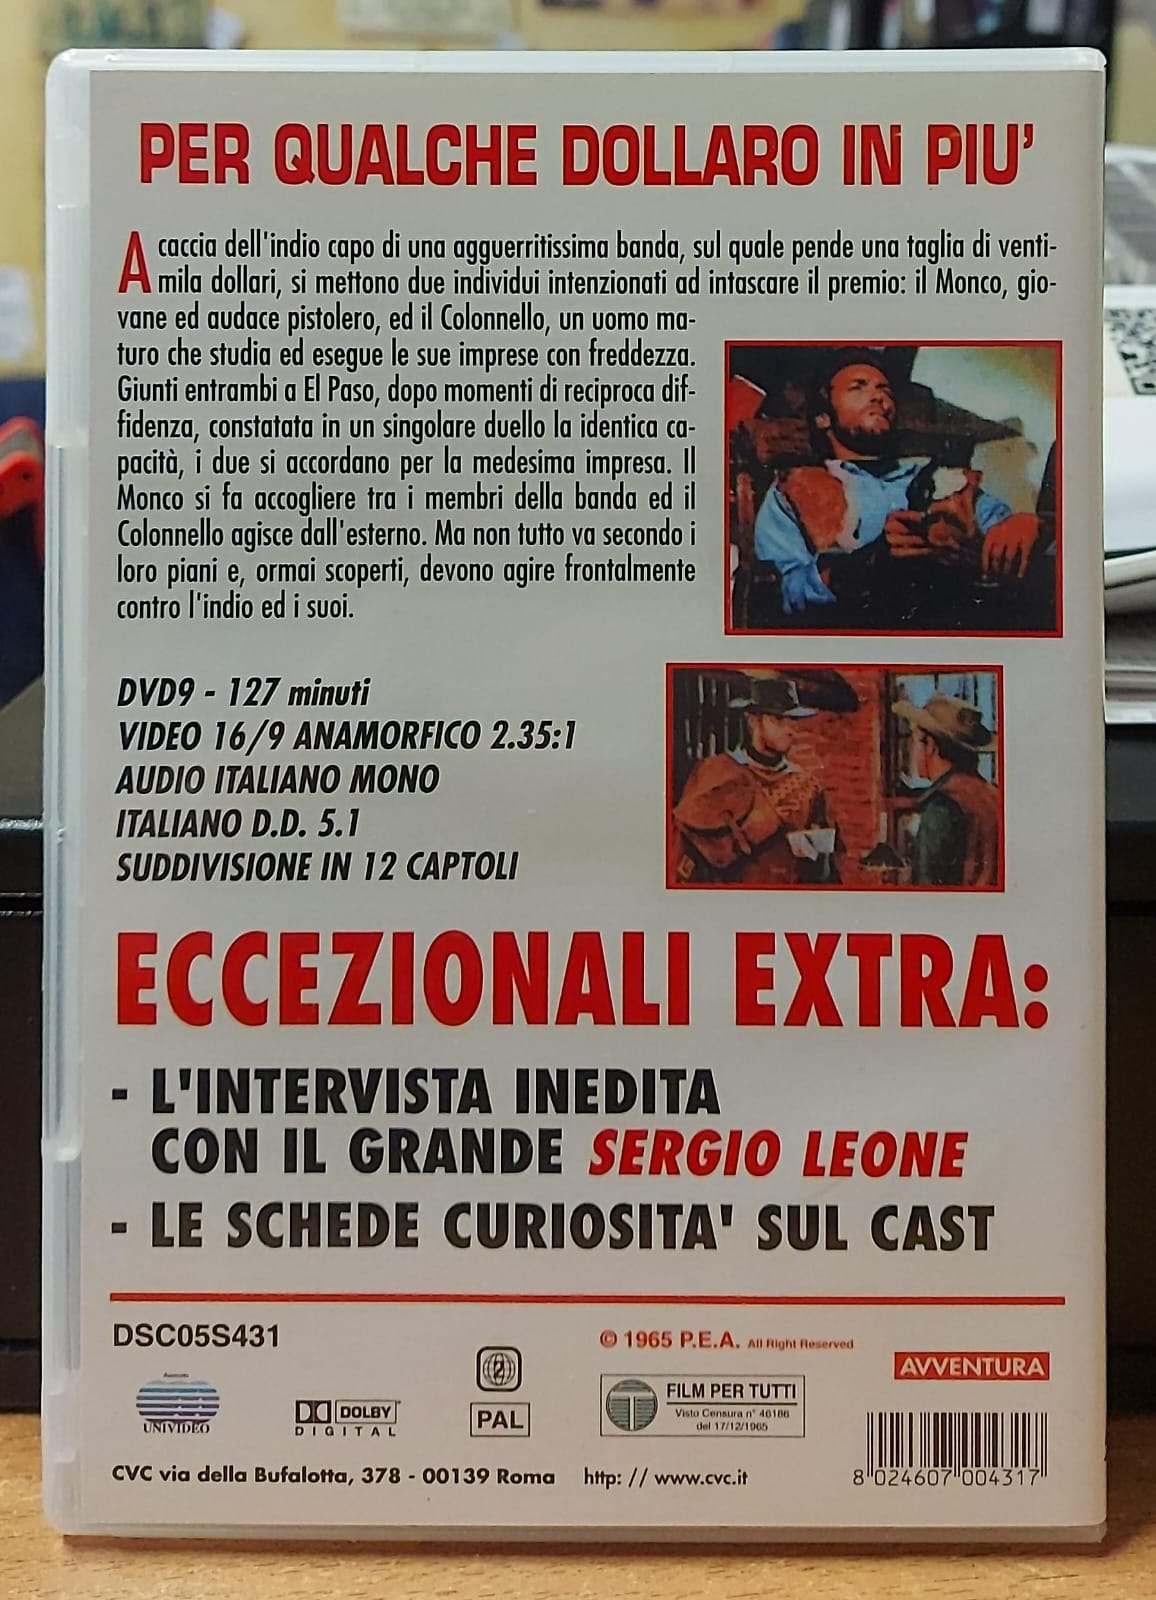 PER QUALCHE DOLLARO IN PIU'
A caccia dell'indio capo di una agguerritissima banda, sul quale pende una taglia di venti-
mila dollari, si mettono due individui intenzionati ad intascare il premio: il Monco, gio-
vane ed audace pistolero, ed il Colonnello, un uomo ma-
turo che studia ed esegue le sue imprese con freddezza.
Giunti entrambi a El Paso, dopo momenti di reciproca dif-
fidenza, constatata in un singolare duello la identica ca-
pacità, i due si accordano per la medesima impresa. Il
Monco si fa accogliere tra i membri della banda ed il
Colonnello agisce dall'esterno. Ma non tutto va secondo i
loro piani e, ormai scoperti, devono agire frontalmente
contro l'indio ed i suoi.
DVD9 - 127 minuti
VIDEO 16/9 ANAMORFICO 2.35:1
AUDIO ITALIANO MONO
ITALIANO D.D. 5.1
SUDDIVISIONE IN 12 CAPTOLI
ECCEZIONALI EXTRA:
- L'INTERVISTA INEDITA
CON IL GRANDE SERGIO LEONE
- LE SCHEDE CURIOSITA' SUL CAST
DSC05S431
© 1965 P.E.A. All Right Reserved
AVVENTURA
Associato
UNIVIDEO
DOLBY
DIGITAL
2
PAL
FILM PER TUTTI
Visto Censura n° 46186
del 17/12/1965
CVC via della Bufalotta, 378 - 00139 Roma http: // www.cvc.it
8 024607 004317